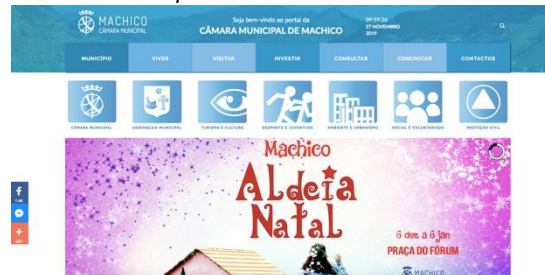 MACHICO
CÂMARA MUNICIPAL
Seja bem-vindo ao portal da
CÂMARA MUNICIPAL DE MACHICO
09:59:26
27 NOVEMBRO
2019
MUNICÍPIO
VIVER
VISITAR
INVESTIR
CONSULTAR
COMUNICAR
CONTACTOS
CÂMARA MUNICIPAL
ASSEMBLEIA MUNICIPAL
TURISMO E CULTURA
DESPORTO E JUVENTUDE
AMBIENTE E URBANISMO
SOCIAL E VOLUNTARIADO
PROTEÇÃO CIVIL
Machico
ALdeia
NaTaL
6 dez a 6 jan
PRAÇA DO FÓRUM
MACHICO